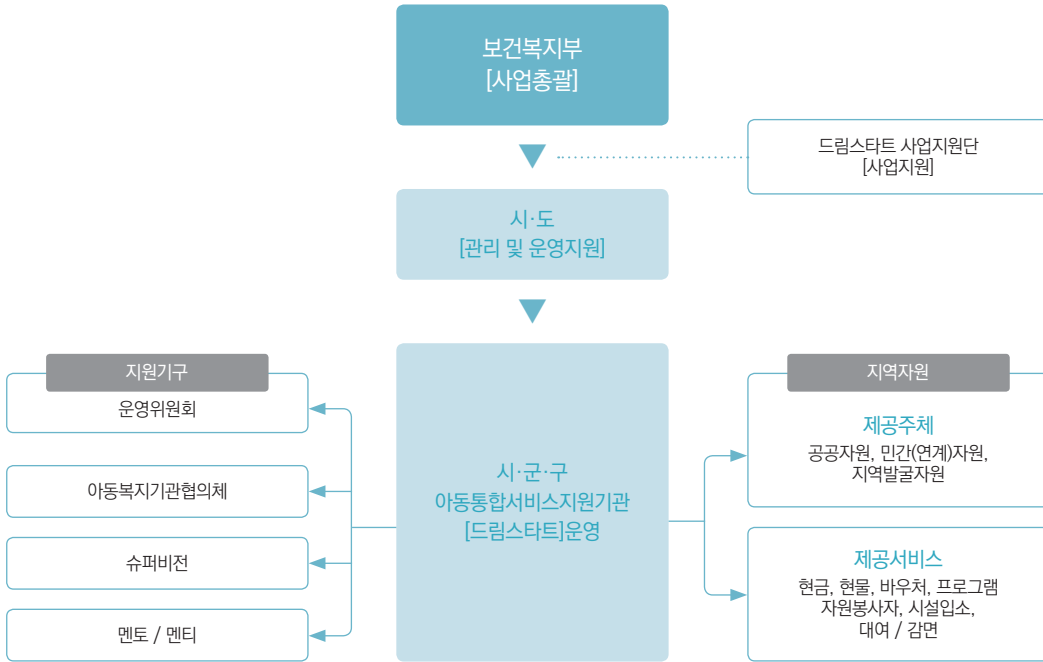 보건복지부
[사업총괄]
드림스타트 사업지원단
[사업지원]
시·도
[관리 및 운영지원]
지원기구
운영위원회
아동복지기관협의체
슈퍼비전
멘토 / 멘티
시·군·구
아동통합서비스지원기관
[드림스타트]운영
지역자원
제공주체
공공자원, 민간(연계)자원,
지역발굴자원
제공서비스
현금, 현물, 바우처, 프로그램
자원봉사자, 시설입소,
대여 / 감면